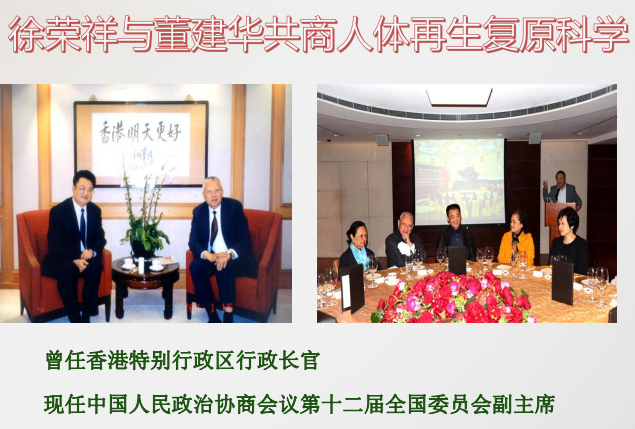 徐荣祥与董建华共商人体再生复原科学
香港明天更好
曾任香港特别行政区行政长官
现任中国人民政治协商会议第十二届全国委员会副主席